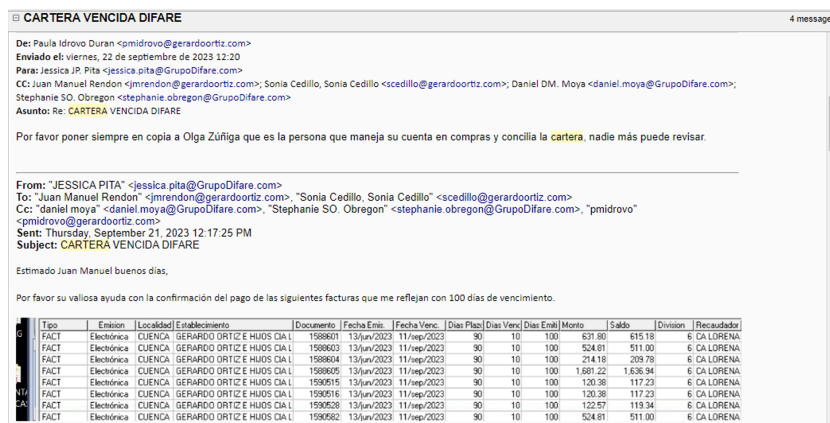 CARTERA VENCIDA DIFARE
4 message
De: Paula Idrovo Duran <pmidrovo@gerardoortiz.com>
Enviado el: viernes, 22 de septiembre de 2023 12:20
Para: Jessica JP. Pita <jessica.pita@GrupoDifare.com>
CC: Juan Manuel Rendon <jmrendon@gerardoortiz.com>; Sonia Cedillo, Sonia Cedillo <scedillo@gerardoortiz.com>; Daniel DM. Moya <daniel.moya@GrupoDifare.com>;
Stephanie SO. Obregon <stephanie.obregon@GrupoDifare.com>
Asunto: Re: CARTERA VENCIDA DIFARE
Por favor poner siempre en copia a Olga Zúñiga que es la persona que maneja su cuenta en compras y concilia la cartera, nadie más puede revisar.
From: "JESSICA PITA" <jessica.pita@GrupoDifare.com>
To: "Juan Manuel Rendon" <jmrendon@gerardoortiz.com>, "Sonia Cedillo, Sonia Cedillo" <scedillo@gerardoortiz.com>
Cc: "daniel moya" <daniel.moya@GrupoDifare.com>, "Stephanie SO. Obregon" <stephanie.obregon@GrupoDifare.com>, "pmidrovo"
<pmidrovo@gerardoortiz.com>
Sent: Thursday, September 21, 2023 12:17:25 PM
Subject: CARTERA VENCIDA DIFARE
Estimado Juan Manuel buenos días,
Por favor su valiosa ayuda con la confirmación del pago de las siguientes facturas que me reflejan con 100 días de vencimiento.
Tipo Emision Localidad Establecimiento Documento Fecha Emis. Fecha Venc. Dias Plazo Dias Venc Dias Emiti Monto Saldo Division Recaudador
FACT Electrónica CUENCA GERARDO ORTIZ E HIJOS CIA L 1588601 13/jun/2023 11/sep/2023 90 10 100 631.80 615.18 6 CA LORENA
FACT Electrónica CUENCA GERARDO ORTIZ E HIJOS CIA L 1588603 13/jun/2023 11/sep/2023 90 10 100 524.81 511.00 6 CA LORENA
FACT Electrónica CUENCA GERARDO ORTIZ E HIJOS CIA L 1588604 13/jun/2023 11/sep/2023 90 10 100 214.18 209.78 6 CA LORENA
FACT Electrónica CUENCA GERARDO ORTIZ E HIJOS CIA L 1588605 13/jun/2023 11/sep/2023 90 10 100 1,681.22 1,636.94 6 CA LORENA
FACT Electrónica CUENCA GERARDO ORTIZ E HIJOS CIA L 1590515 13/jun/2023 11/sep/2023 90 10 100 120.38 117.23 6 CA LORENA
FACT Electrónica CUENCA GERARDO ORTIZ E HIJOS CIA L 1590516 13/jun/2023 11/sep/2023 90 10 100 120.38 117.23 6 CA LORENA
FACT Electrónica CUENCA GERARDO ORTIZ E HIJOS CIA L 1590528 13/jun/2023 11/sep/2023 90 10 100 122.57 119.34 6 CA LORENA
FACT Electrónica CUENCA GERARDO ORTIZ E HIJOS CIA L 1590582 13/jun/2023 11/sep/2023 90 10 100 524.81 511.00 6 CA LORENA